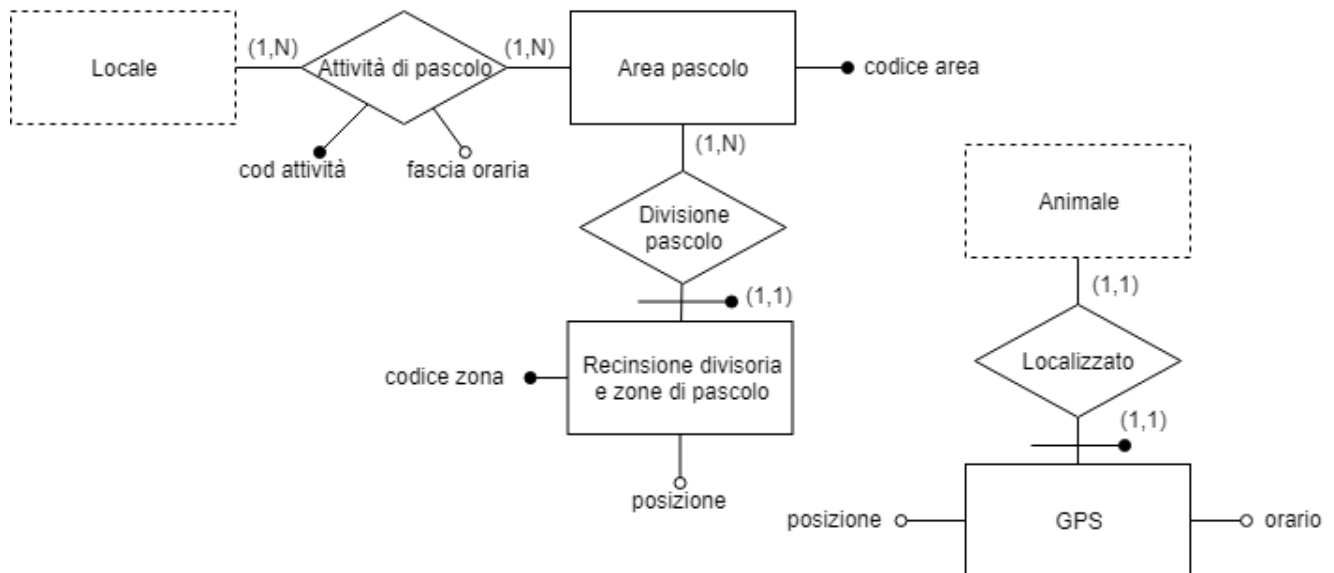 Locale
(1,N)
Attività di pascolo
(1,N)
Area pascolo
codice area
cod attività
fascia oraria
(1,N)
Divisione
pascolo
(1,1)
Recinsione divisoria
e zone di pascolo
codice zona
posizione
Animale
(1,1)
Localizzato
(1,1)
posizione
GPS
orario